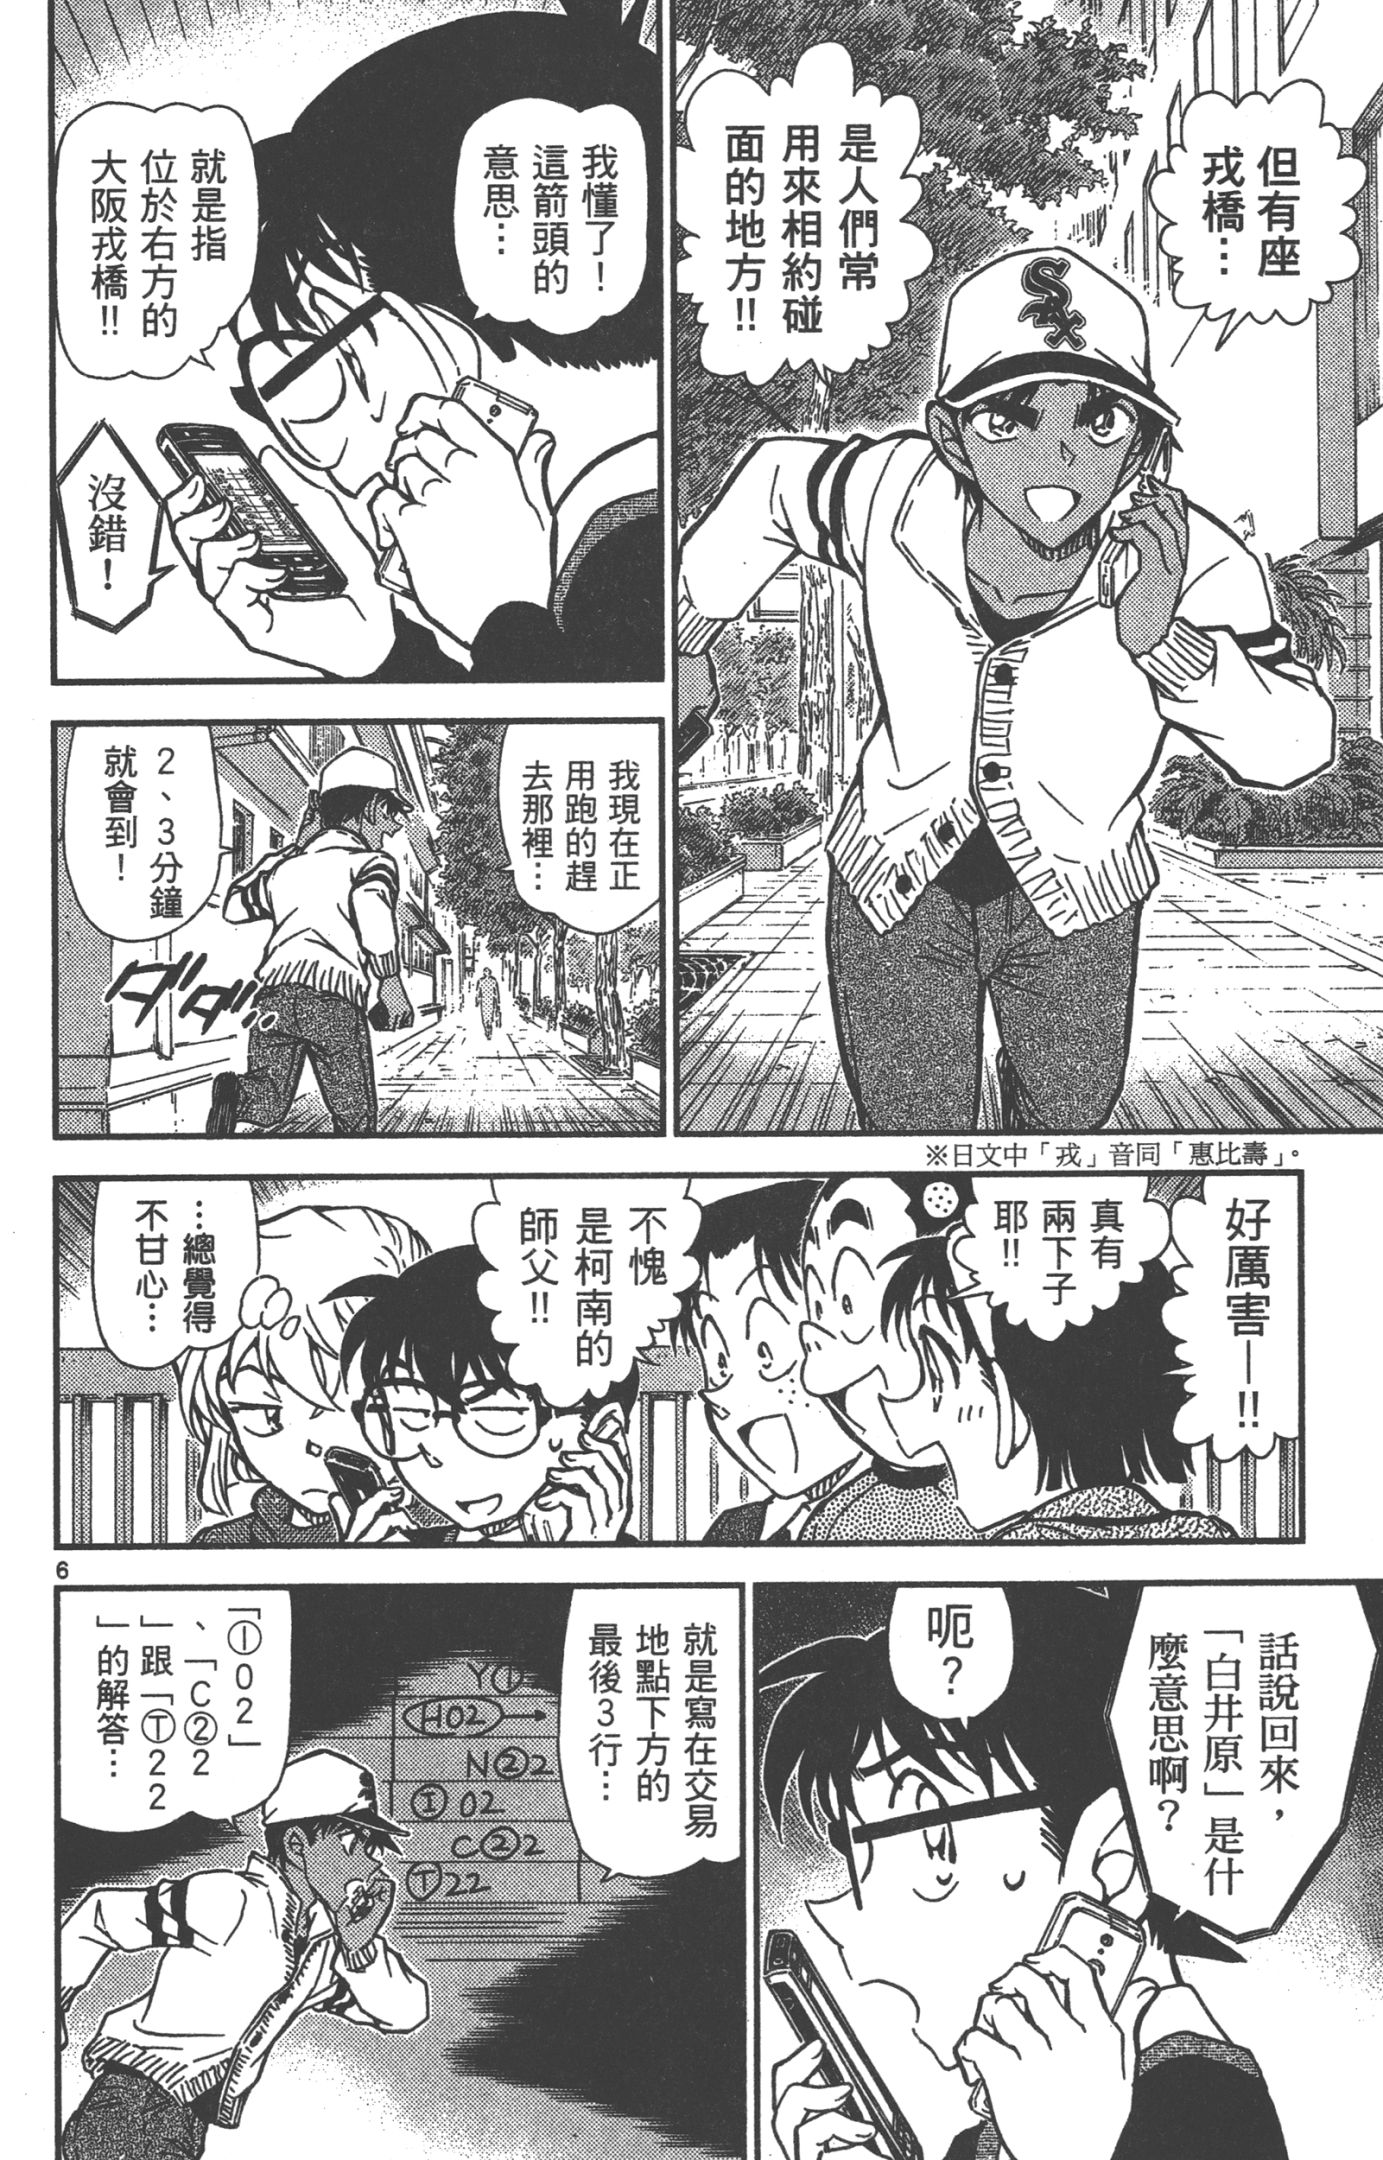 但有座
戎橋…
是人們常
用來相約碰
面的地方!!
Sox
我懂了！
這箭頭的
意思…
就是指
位於右方的
大阪戎橋!!
沒錯！
我現在正
用跑的趕
去那裡…
2、3分鐘
就會到！
ダダダ…
※日文中「戎」音同「惠比壽」。
好厲害—!!
真有
兩下子
耶!!
不愧
是柯南的
師父!!
…總覺得
不甘心…
6
話說回來，
「白井原」是什
麼意思啊？
呃？
就是寫在交易
地點下方的
最後3行…
Y①
H02→
N②2
Ⓘ02
C②2
Ⓣ22
「Ⓘ02」
、「C②2
」跟「Ⓣ22
」的解答…